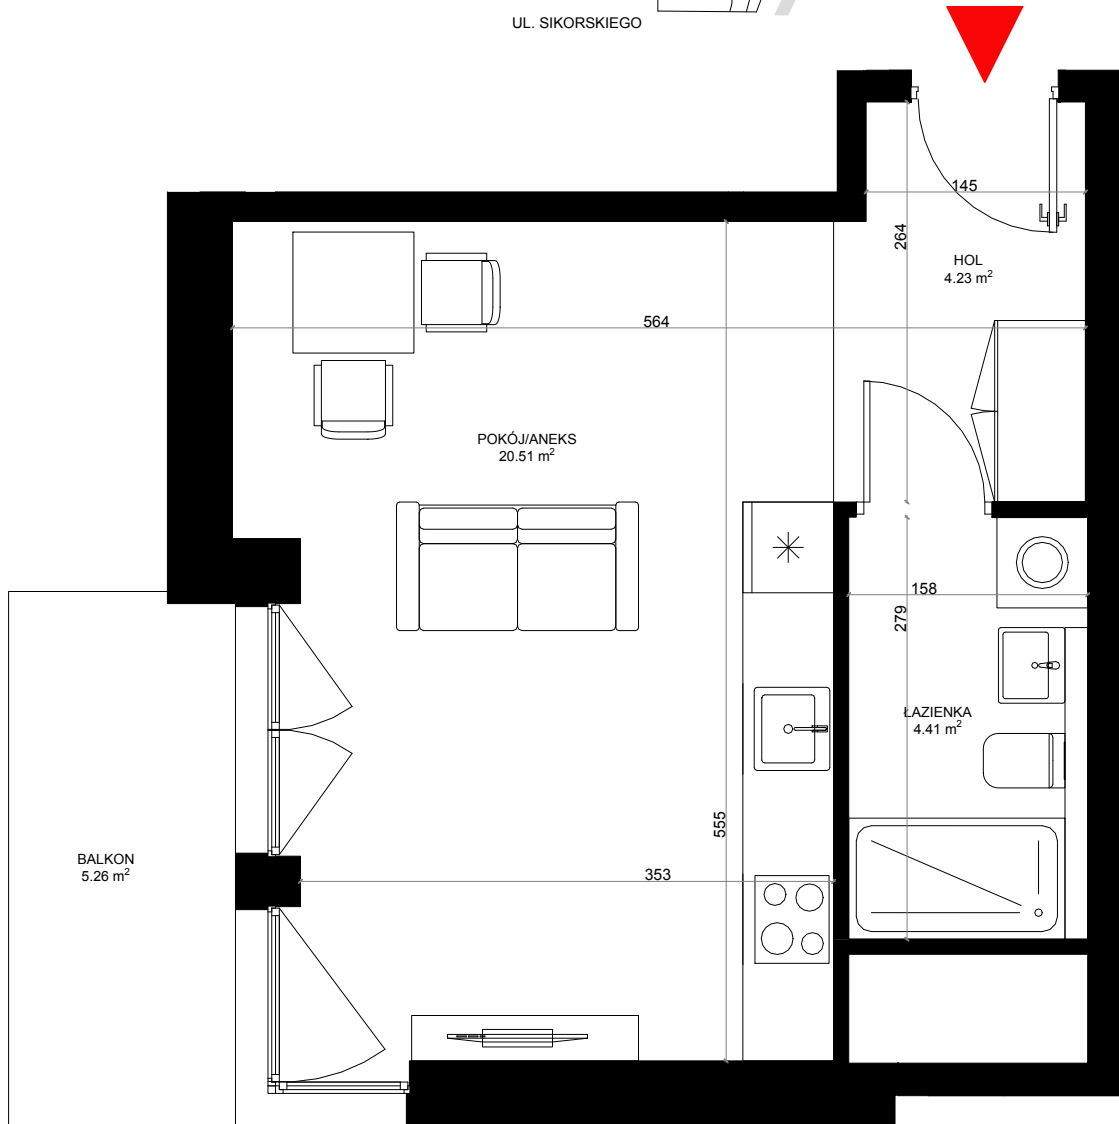 UL. SIKORSKIEGO
145
264
HOL
4.23 m²
564
POKÓJ/ANEKS
20.51 m²
158
279
ŁAZIENKA
4.41 m²
555
BALKON
5.26 m²
353